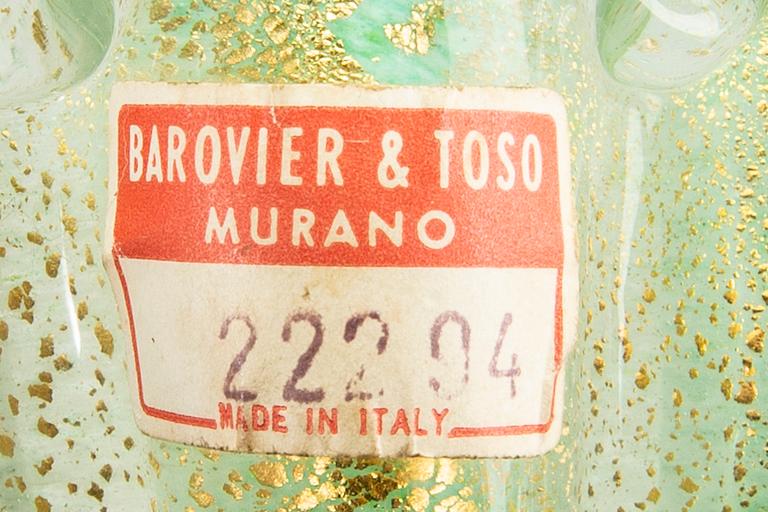 BAROVIER & TOSO
MURANO
22294
MADE IN ITALY